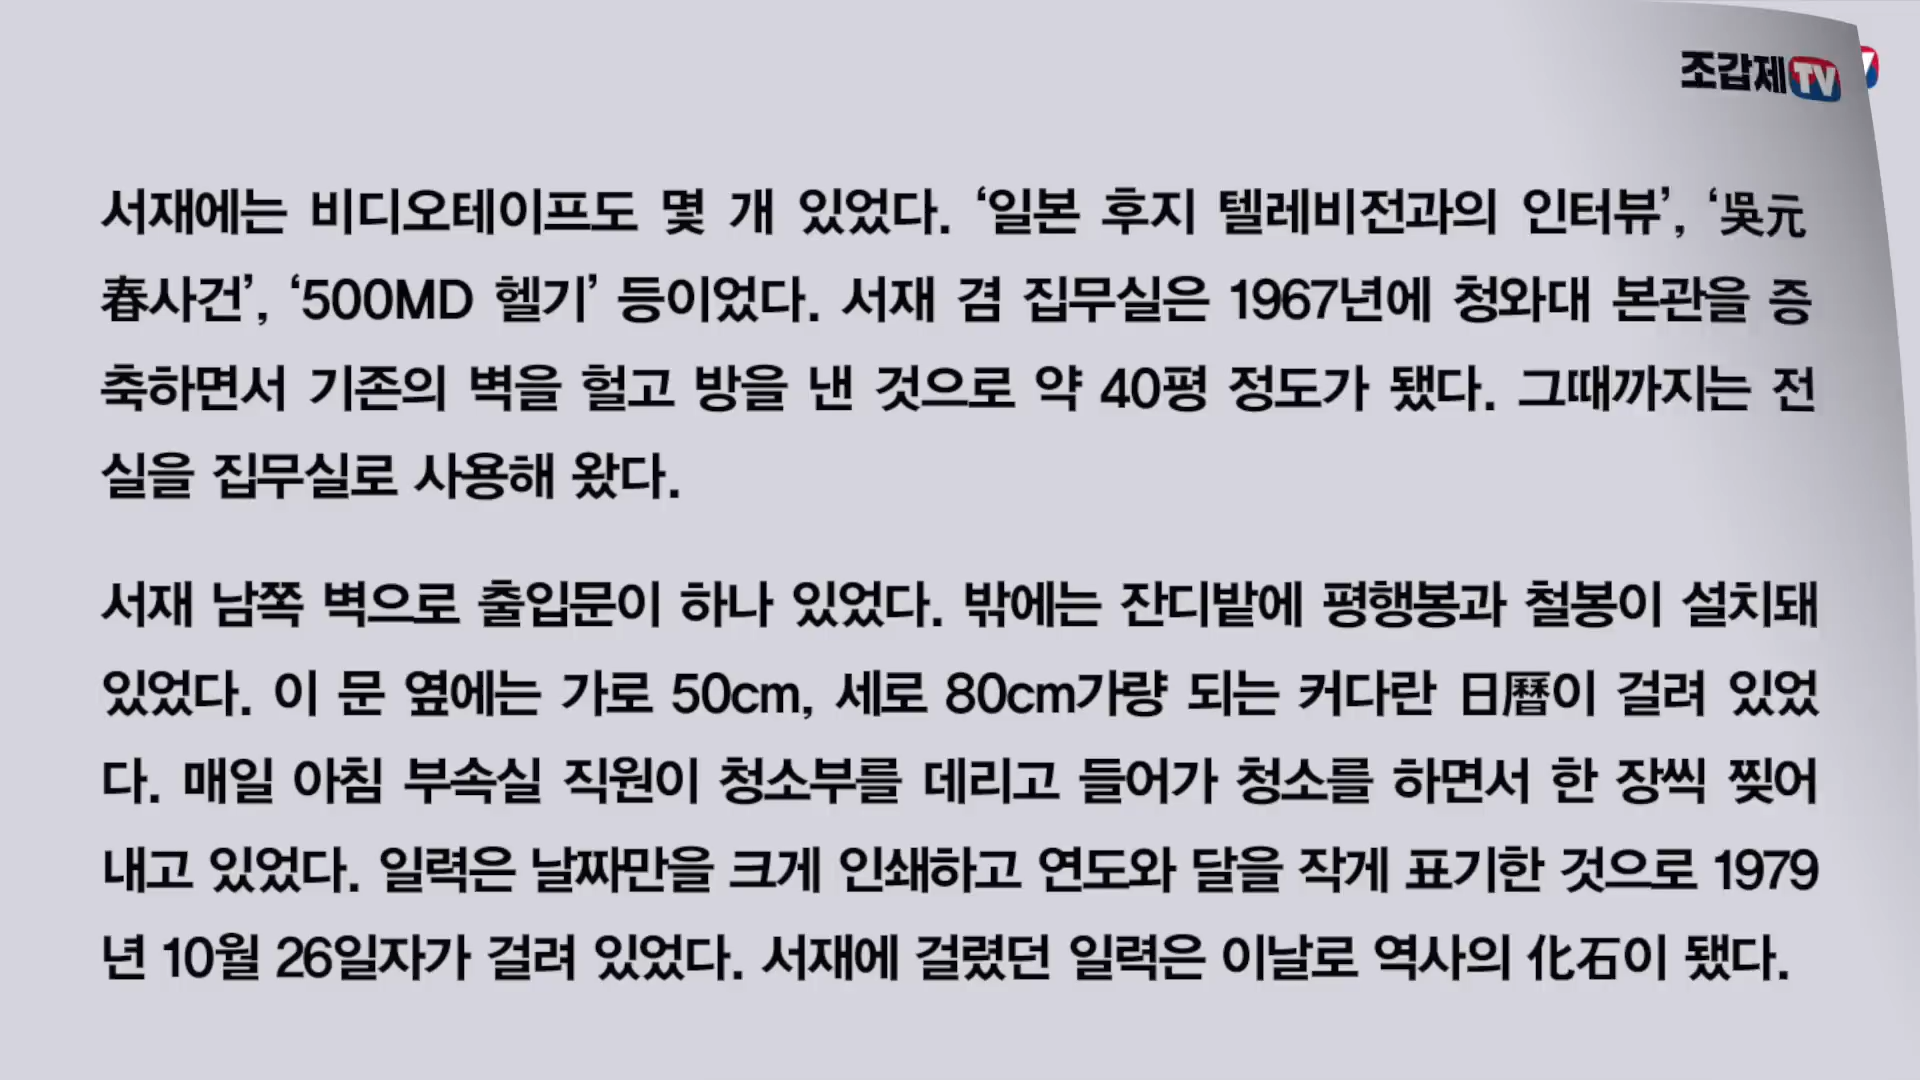 조갑제TV
서재에는 비디오테이프도 몇 개 있었다. ‘일본 후지 텔레비전과의 인터뷰’, ‘吳元
春사건’, ‘500MD 헬기’ 등이었다. 서재 겸 집무실은 1967년에 청와대 본관을 증
축하면서 기존의 벽을 헐고 방을 낸 것으로 약 40평 정도가 됐다. 그때까지는 전
실을 집무실로 사용해 왔다.
서재 남쪽 벽으로 출입문이 하나 있었다. 밖에는 잔디밭에 평행봉과 철봉이 설치돼
있었다. 이 문 옆에는 가로 50cm, 세로 80cm가량 되는 커다란 日曆이 걸려 있었
다. 매일 아침 부속실 직원이 청소부를 데리고 들어가 청소를 하면서 한 장씩 찢어
내고 있었다. 일력은 날짜만을 크게 인쇄하고 연도와 달을 작게 표기한 것으로 1979
년 10월 26일자가 걸려 있었다. 서재에 걸렸던 일력은 이날로 역사의 化石이 됐다.